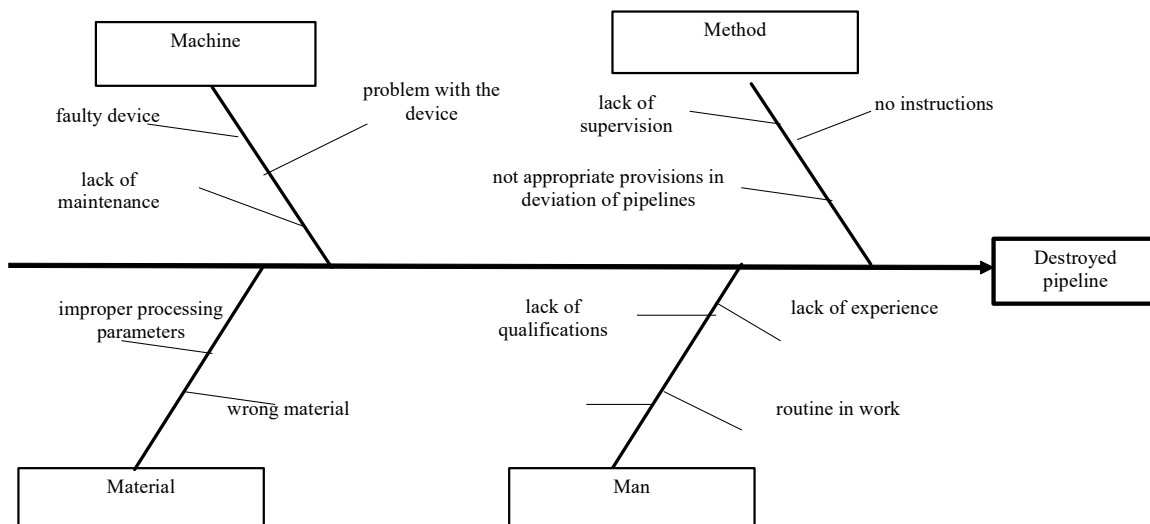 Machine
Method
problem with the
device
faulty device
lack of
supervision
no instructions
lack of
maintenance
not appropriate provisions in
deviation of pipelines
Destroyed
pipeline
improper processing
parameters
lack of
qualifications
lack of experience
wrong material
routine in work
Material
Man